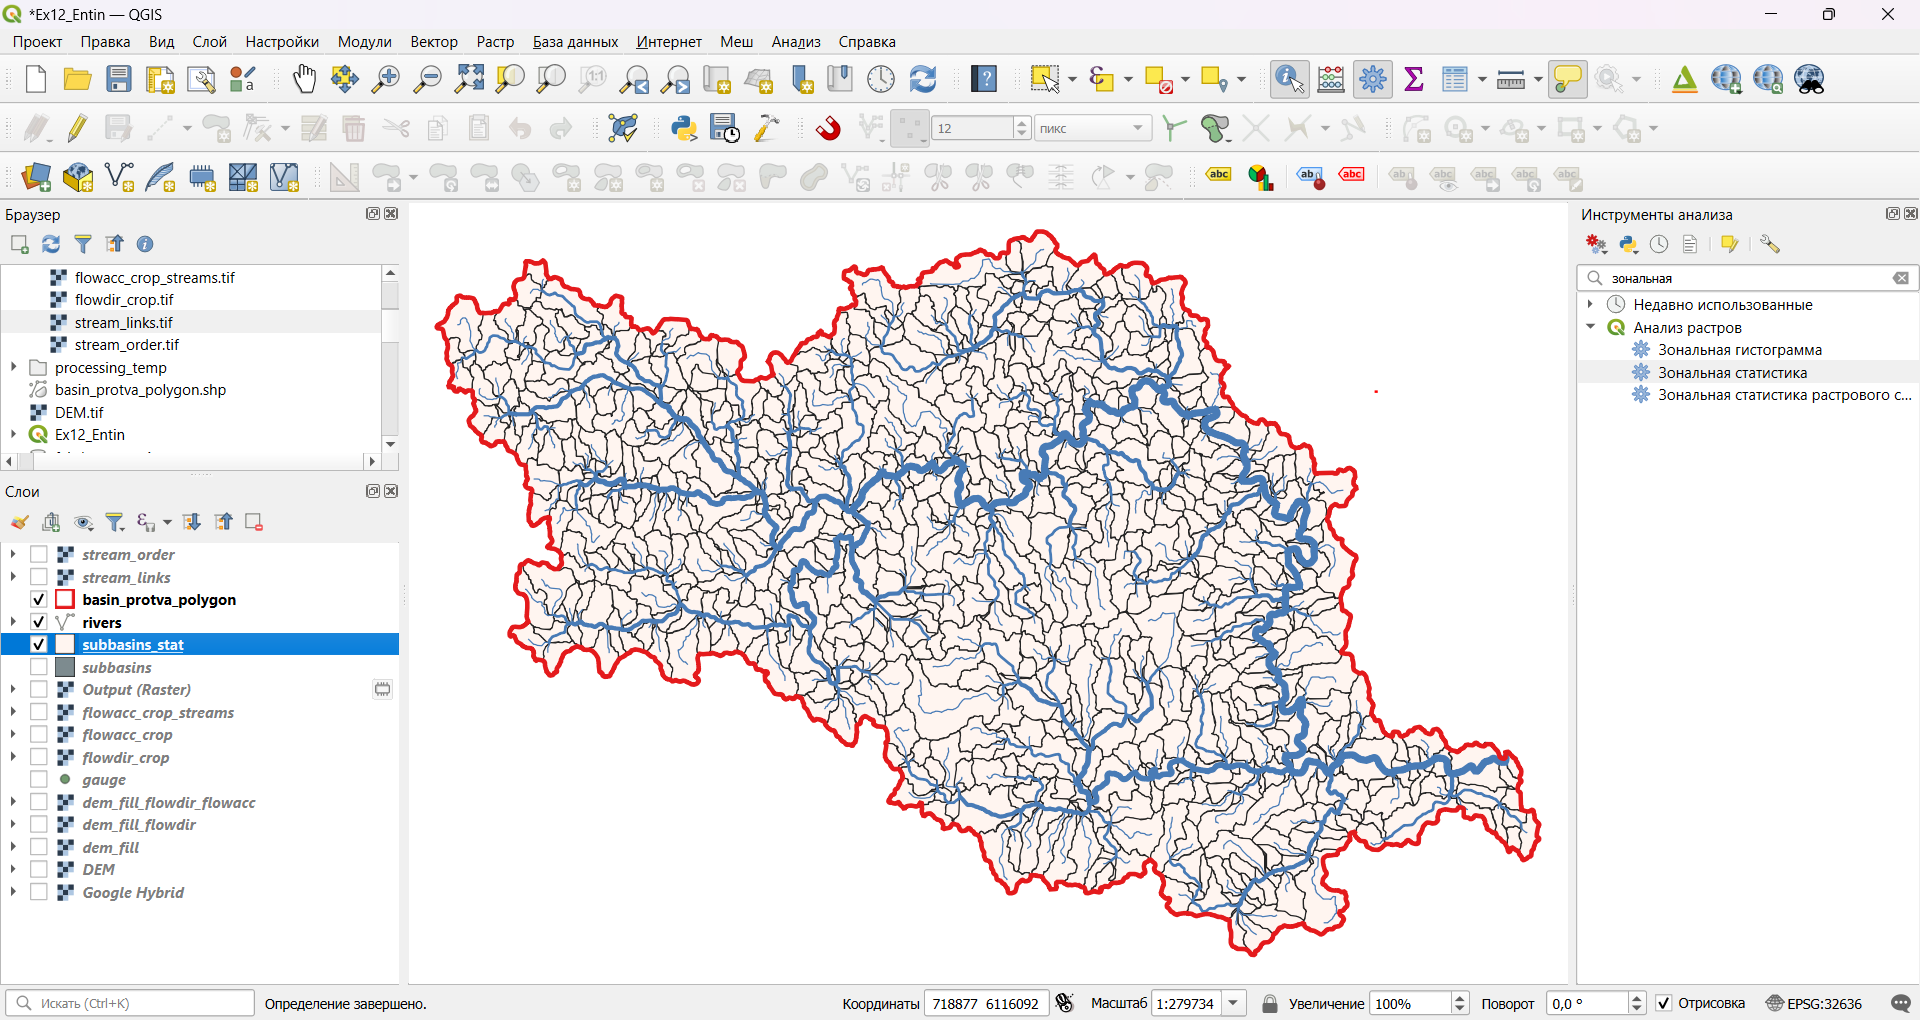 *Ex12_Entin — QGIS
Проект Правка Вид Слой Настройки Модули Вектор Растр База данных Интернет Меш Анализ Справка
12 пикс
abc abc abc
Браузер
flowacc_crop_streams.tif
flowdir_crop.tif
stream_links.tif
stream_order.tif
processing_temp
basin_protva_polygon.shp
DEM.tif
Ex12_Entin
Слои
stream_order
stream_links
basin_protva_polygon
rivers
subbasins_stat
subbasins
Output (Raster)
flowacc_crop_streams
flowacc_crop
flowdir_crop
gauge
dem_fill_flowdir_flowacc
dem_fill_flowdir
dem_fill
DEM
Google Hybrid
Инструменты анализа
зональная
Недавно использованные
Анализ растров
Зональная гистограмма
Зональная статистика
Зональная статистика растрового с...
Искать (Ctrl+K) Определение завершено. Координаты 718877 6116092 Масштаб 1:279734 Увеличение 100% Поворот 0,0 ° Отрисовка EPSG:32636